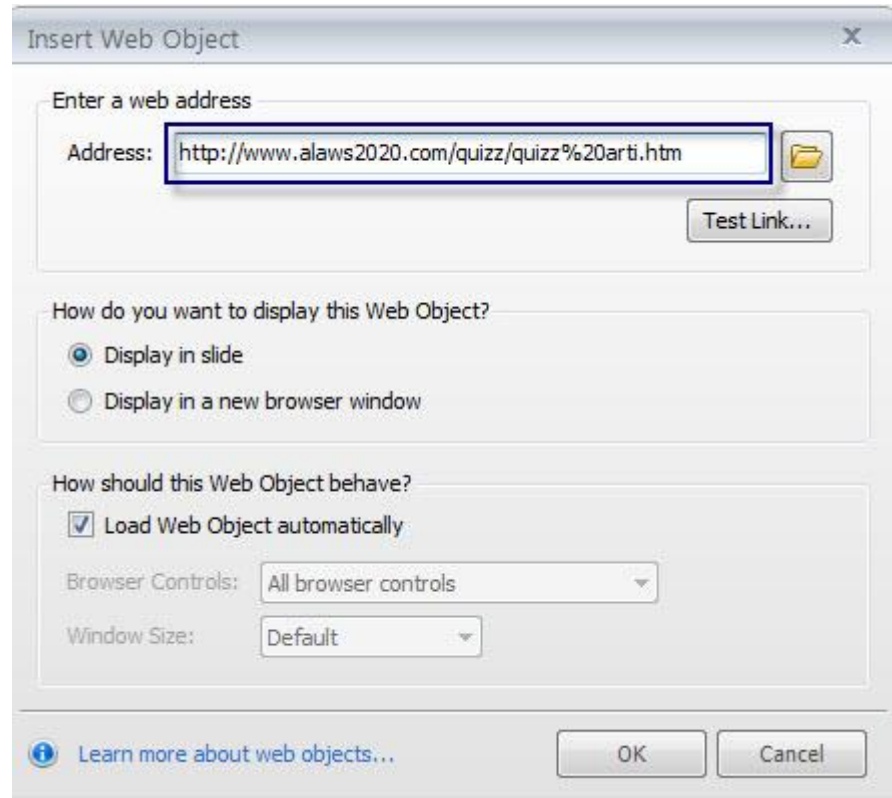 Insert Web Object
Enter a web address
Address: http://www.alaws2020.com/quizz/quizz%20arti.htm
Test Link...
How do you want to display this Web Object?
Display in slide
Display in a new browser window
How should this Web Object behave?
Load Web Object automatically
Browser Controls: All browser controls
Window Size: Default
Learn more about web objects... OK Cancel